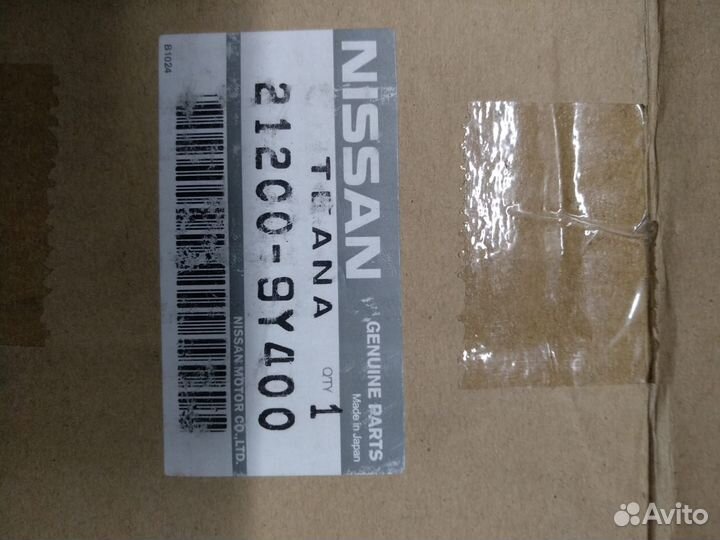 NISSAN
GENUINE PARTS
Made in Japan
TEANA
QTY 1
21200-9Y400
NISSAN MOTOR CO.,LTD.
B1024
Avito